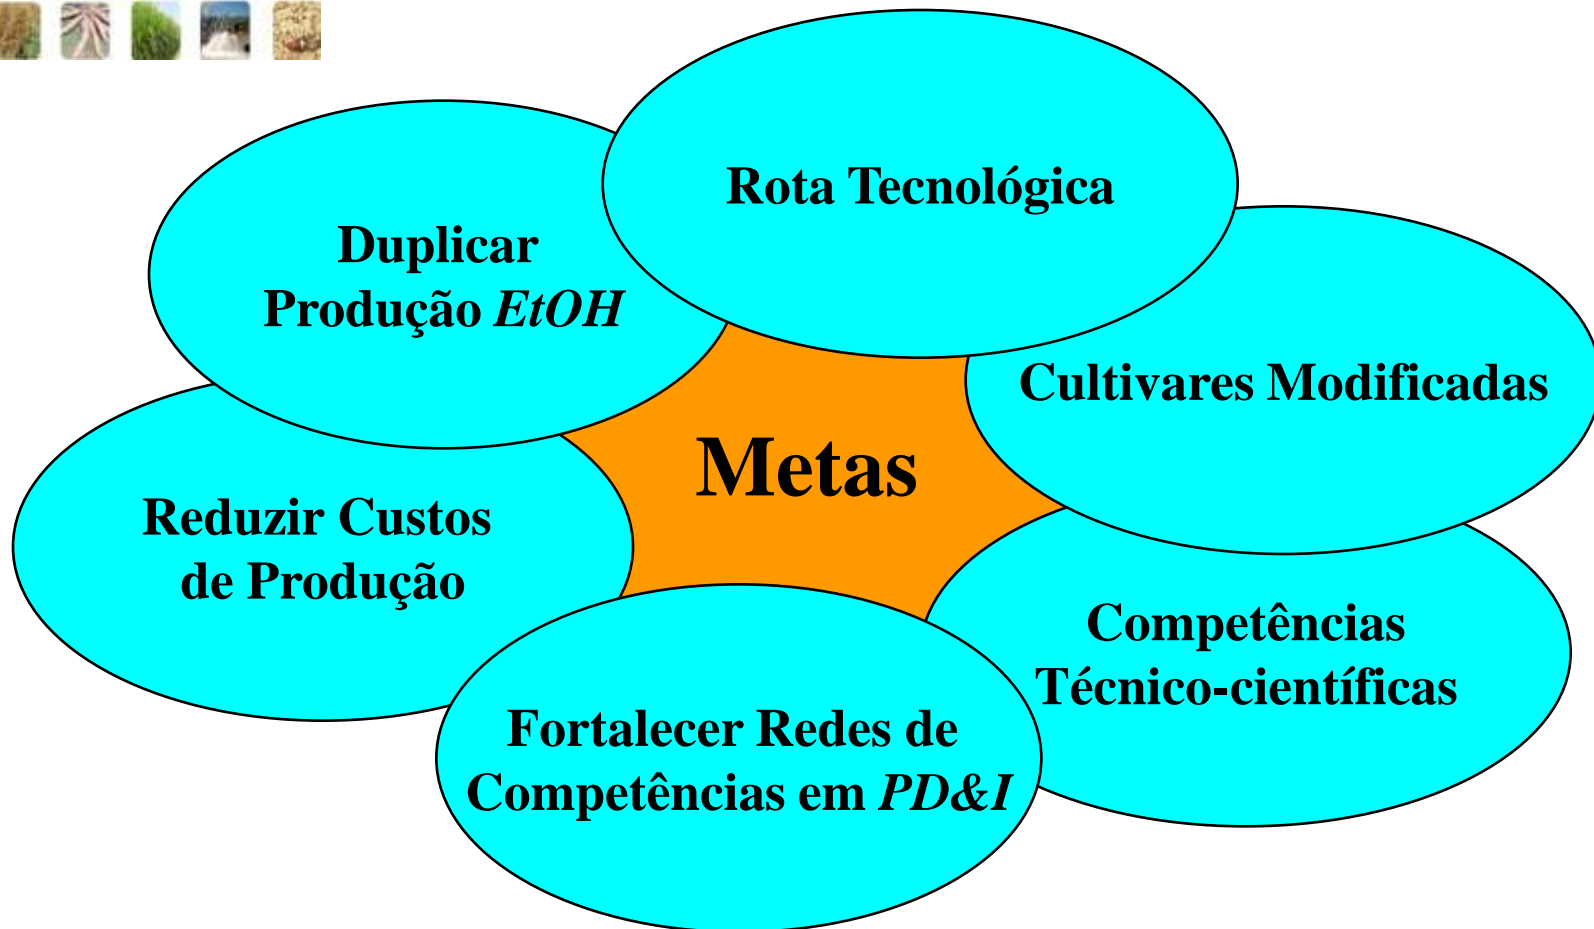 Rota Tecnológica
Duplicar
Produção EtOH
Cultivares Modificadas
Metas
Reduzir Custos
de Produção
Competências
Técnico-científicas
Fortalecer Redes de
Competências em PD&I